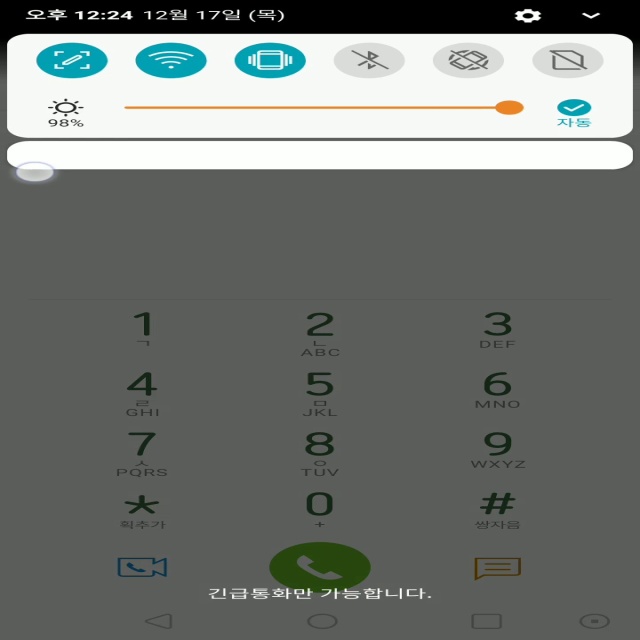 오후 12:24 12월 17일 (목)
98% 자동
1 2 3
ㄱ ㄴ
ABC DEF
4 5 6
ㄹ ㅁ
GHI JKL MNO
7 8 9
ㅅ ㅇ
PQRS TUV WXYZ
* 0 #
획추가 + 쌍자음
긴급통화만 가능합니다.